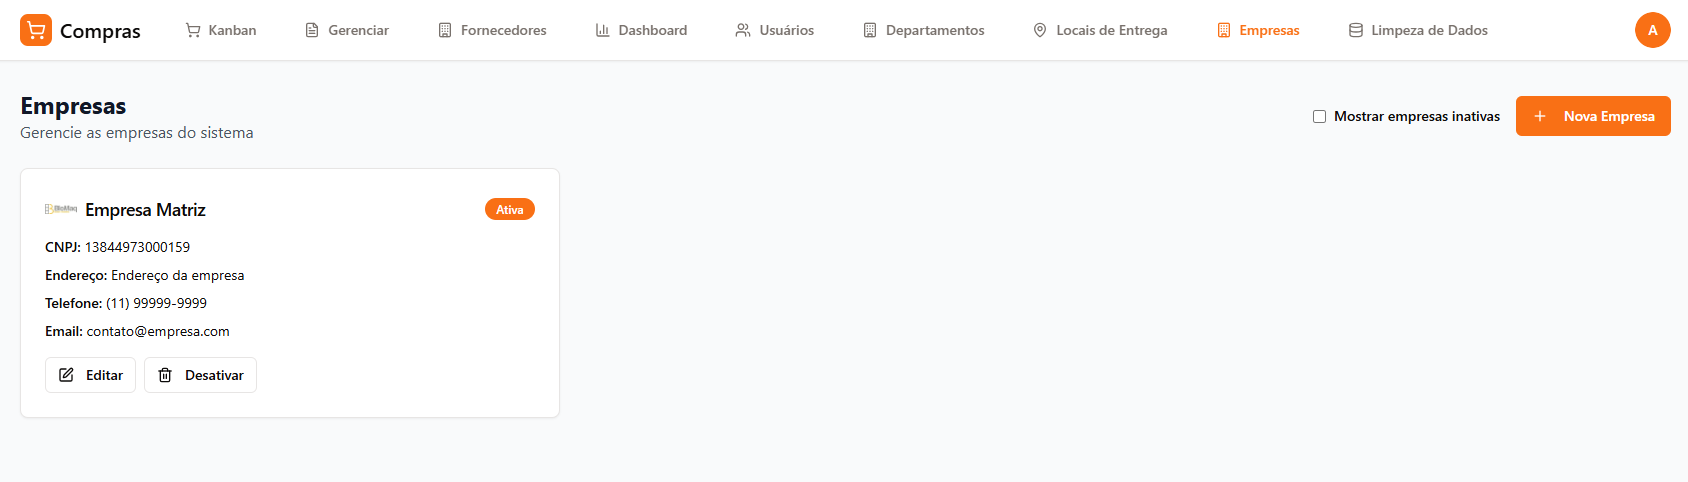 Compras Kanban Gerenciar Fornecedores Dashboard Usuários Departamentos Locais de Entrega Empresas Limpeza de Dados A
Empresas
Gerencie as empresas do sistema
Mostrar empresas inativas + Nova Empresa
BioMaq Empresa Matriz Ativa
CNPJ: 13844973000159
Endereço: Endereço da empresa
Telefone: (11) 99999-9999
Email: contato@empresa.com
Editar Desativar